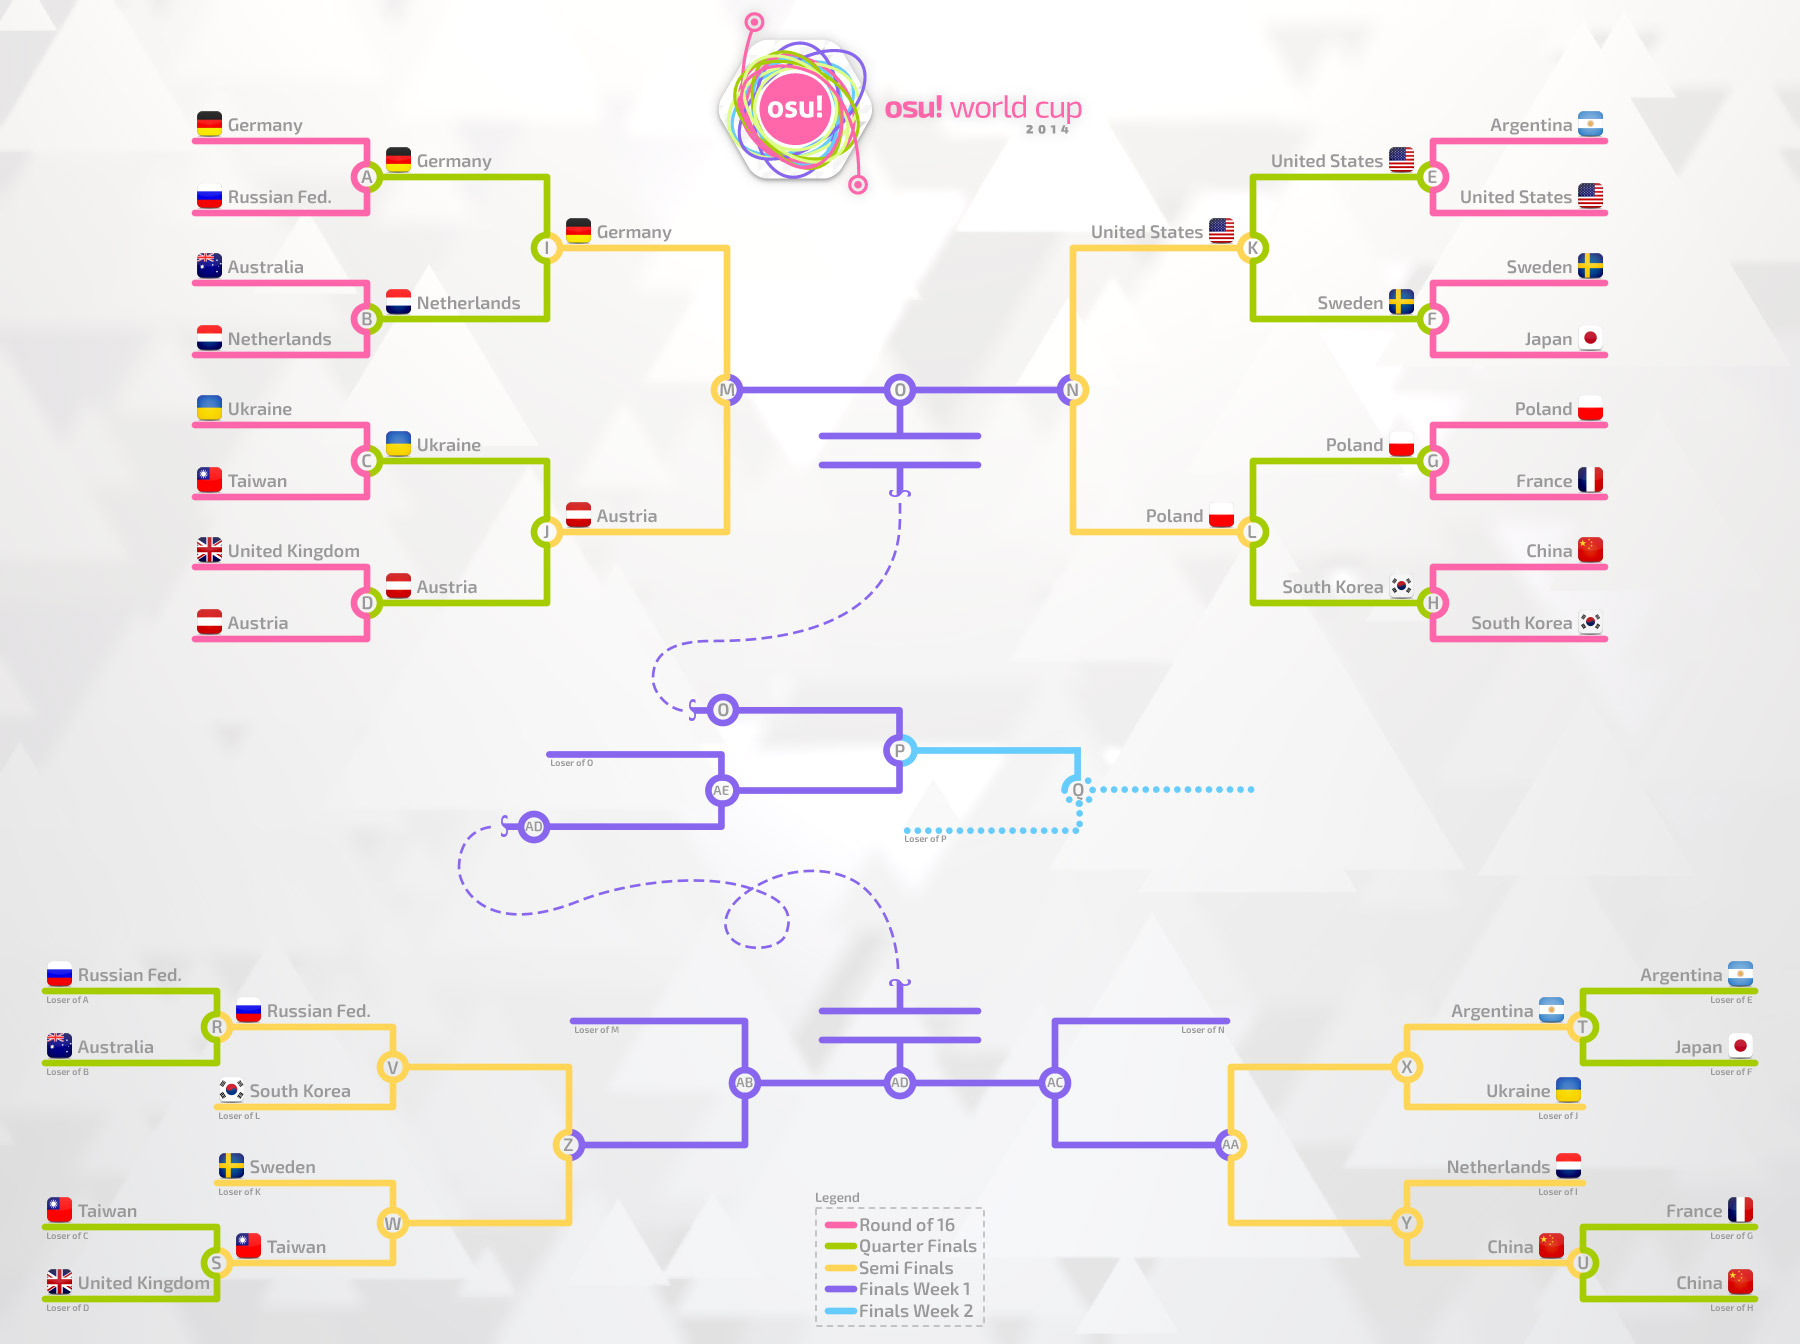 osu!
osu! world cup
2014
Germany
Russian Fed.
A
Germany
Australia
Netherlands
B
Netherlands
I
Germany
Ukraine
Taiwan
C
Ukraine
United Kingdom
Austria
D
Austria
J
Austria
M
O
N
Argentina
United States
E
United States
Sweden
Japan
F
Sweden
K
United States
Poland
France
G
Poland
China
South Korea
H
South Korea
L
Poland
O
P
Loser of O
AE
AD
Q
Loser of P
Russian Fed.
Loser of A
Australia
Loser of B
R
Russian Fed.
V
South Korea
Loser of L
Sweden
Loser of K
Taiwan
Loser of C
United Kingdom
Loser of D
S
Taiwan
W
Z
Loser of M
AB
AD
AC
Loser of N
AA
Argentina
Loser of E
Japan
Loser of F
T
Argentina
X
Ukraine
Loser of J
Netherlands
Loser of I
France
Loser of G
China
Loser of H
U
China
Y
Legend
Round of 16
Quarter Finals
Semi Finals
Finals Week 1
Finals Week 2